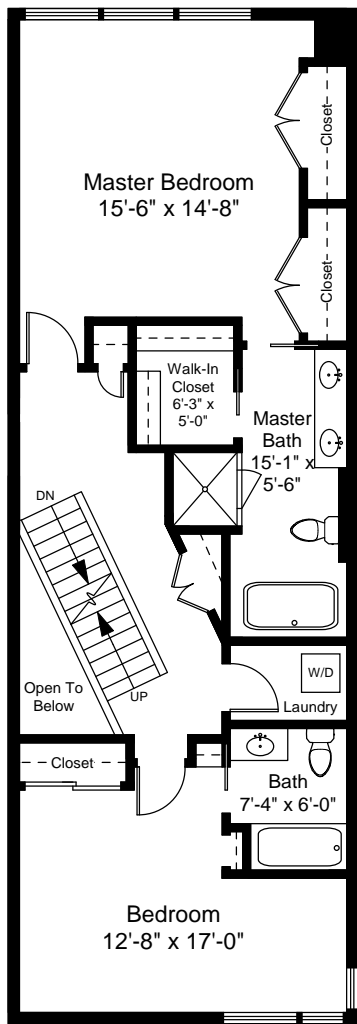 Closet
Master Bedroom
15'-6" x 14'-8"
Closet
Walk-In
Closet
6'-3" x
5'-0"
Master
Bath
15'-1" x
5'-6"
DN
UP
Open To
Below
W/D
Laundry
Closet
Bath
7'-4" x 6'-0"
Bedroom
12'-8" x 17'-0"